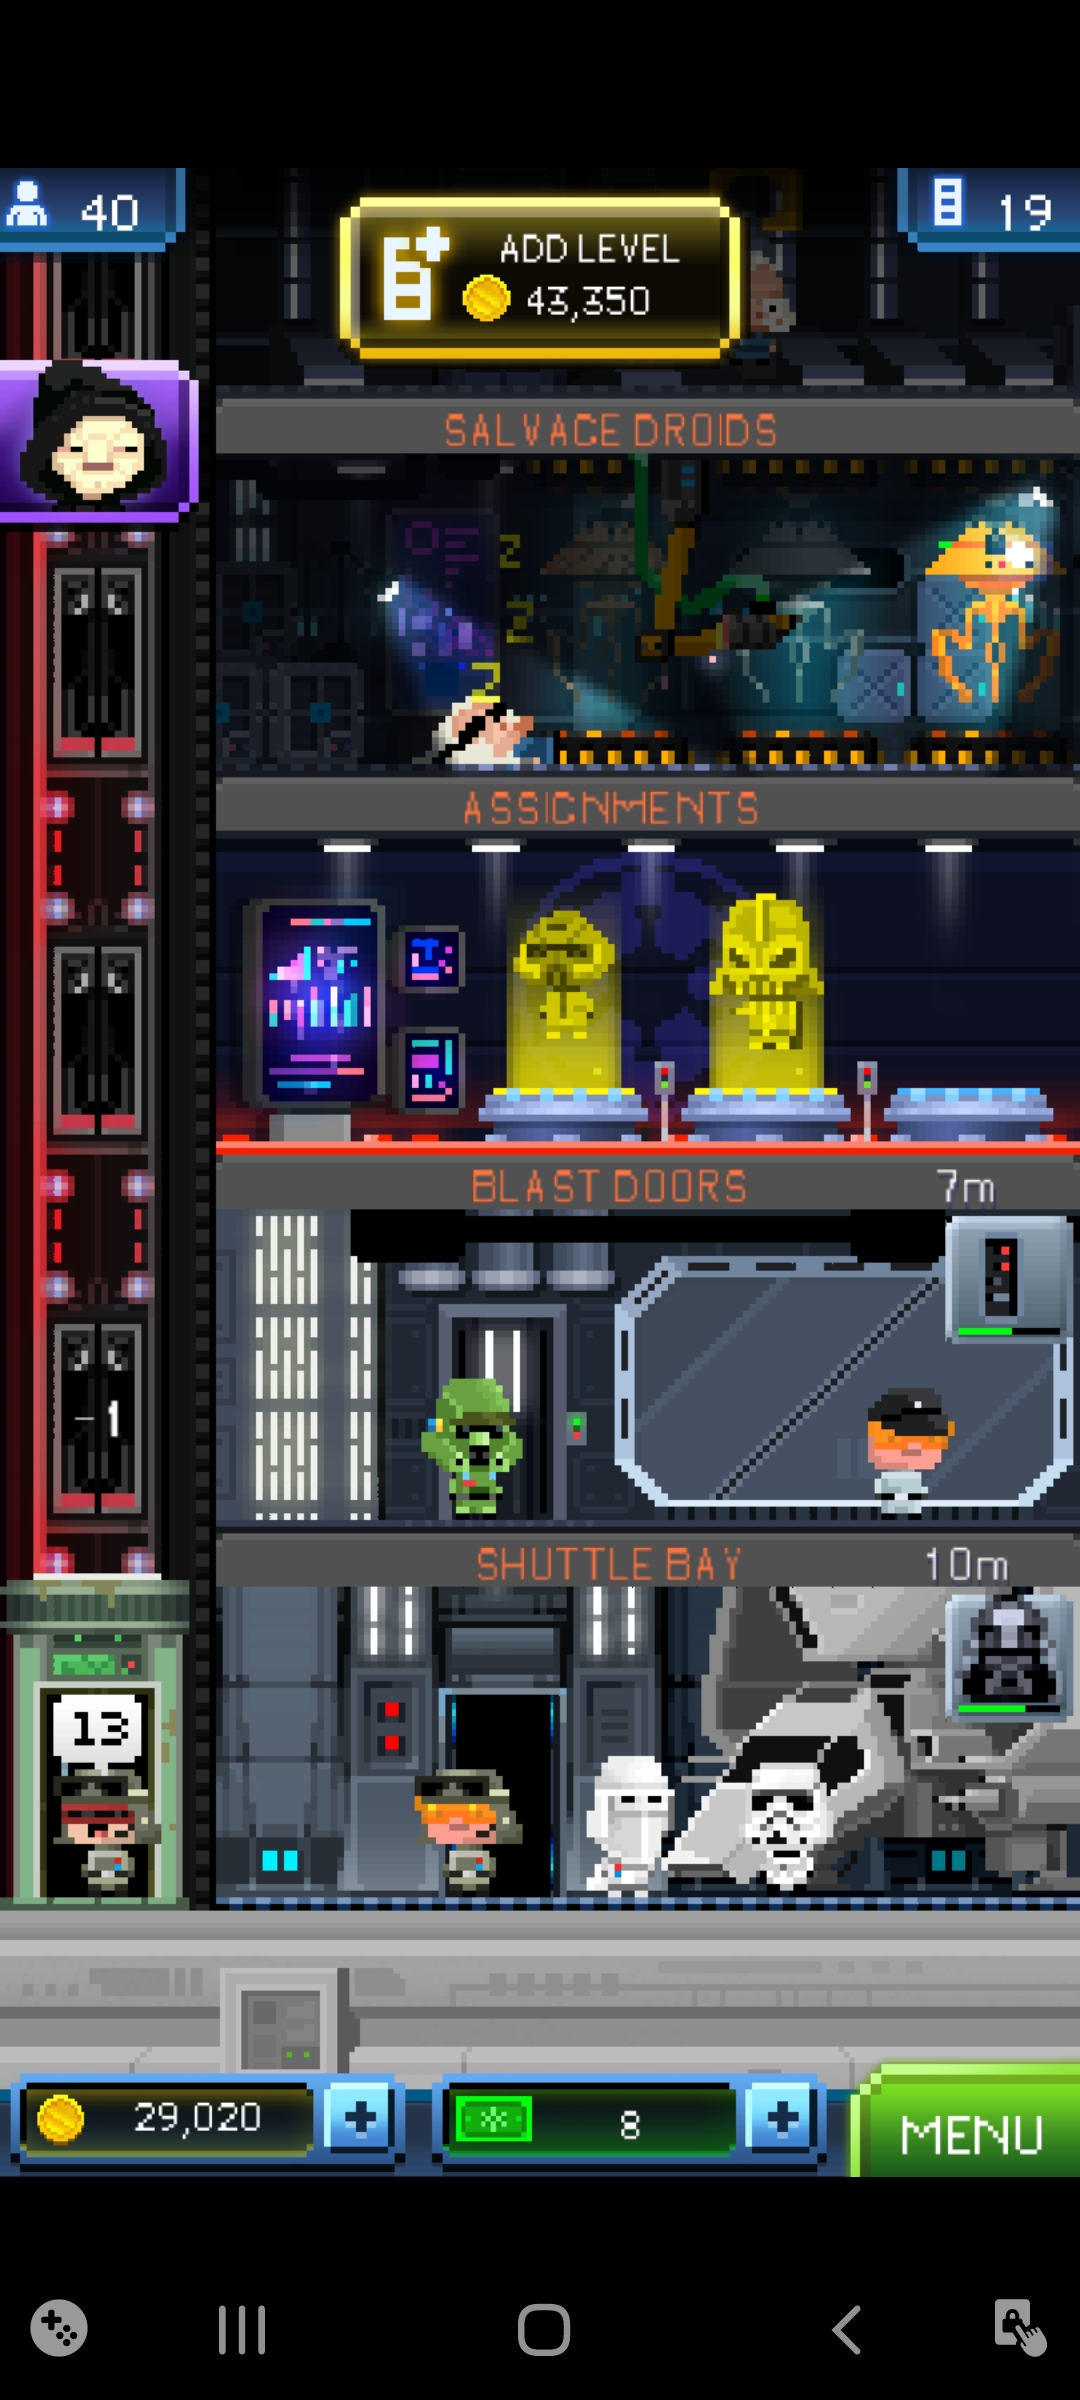 40
ADD LEVEL
43,350
19
SALVAGE DROIDS
Z
Z
Z
ASSIGNMENTS
BLAST DOORS 7m
-1
SHUTTLE BAY 10m
13
29,020
8
MENU